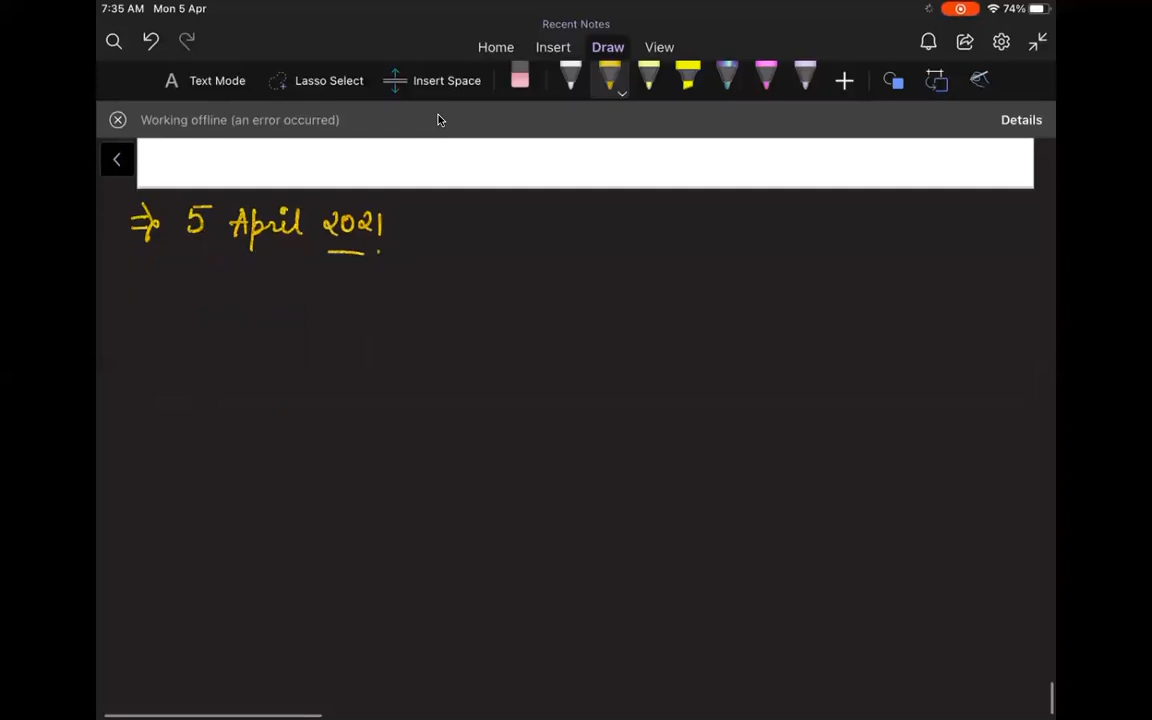 7:35 AM Mon 5 Apr 74%
Recent Notes
Home Insert Draw View
Text Mode Lasso Select Insert Space
Working offline (an error occurred) Details
⇒ 5 April 2021